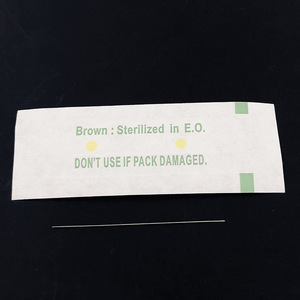 Brown : Sterilized in E.O.
DON'T USE IF PACK DAMAGED.